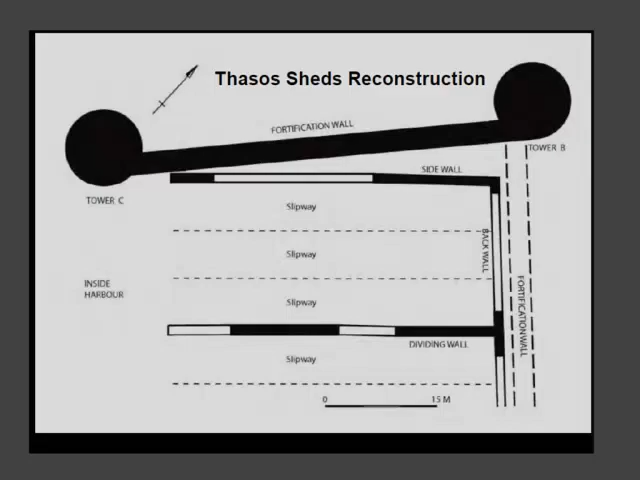 Thasos Sheds Reconstruction
FORTIFICATION WALL
TOWER B
SIDE WALL
TOWER C
Slipway
BACK WALL
Slipway
INSIDE
HARBOUR
Slipway
FORTIFICATION WALL
DIVIDING WALL
Slipway
0 15 M